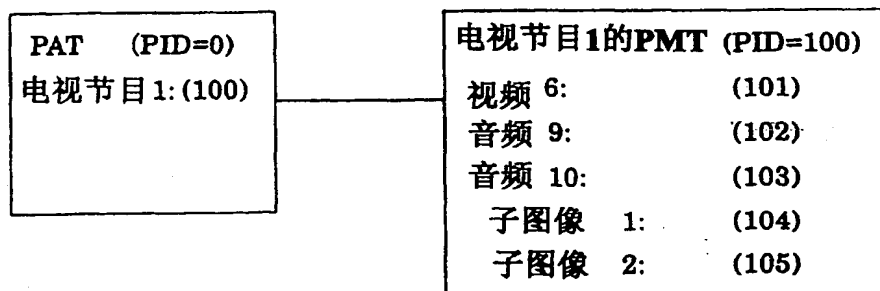 PAT (PID=0)
电视节目1:(100)
电视节目1的PMT (PID=100)
视频 6: (101)
音频 9: (102)
音频 10: (103)
子图像 1: (104)
子图像 2: (105)